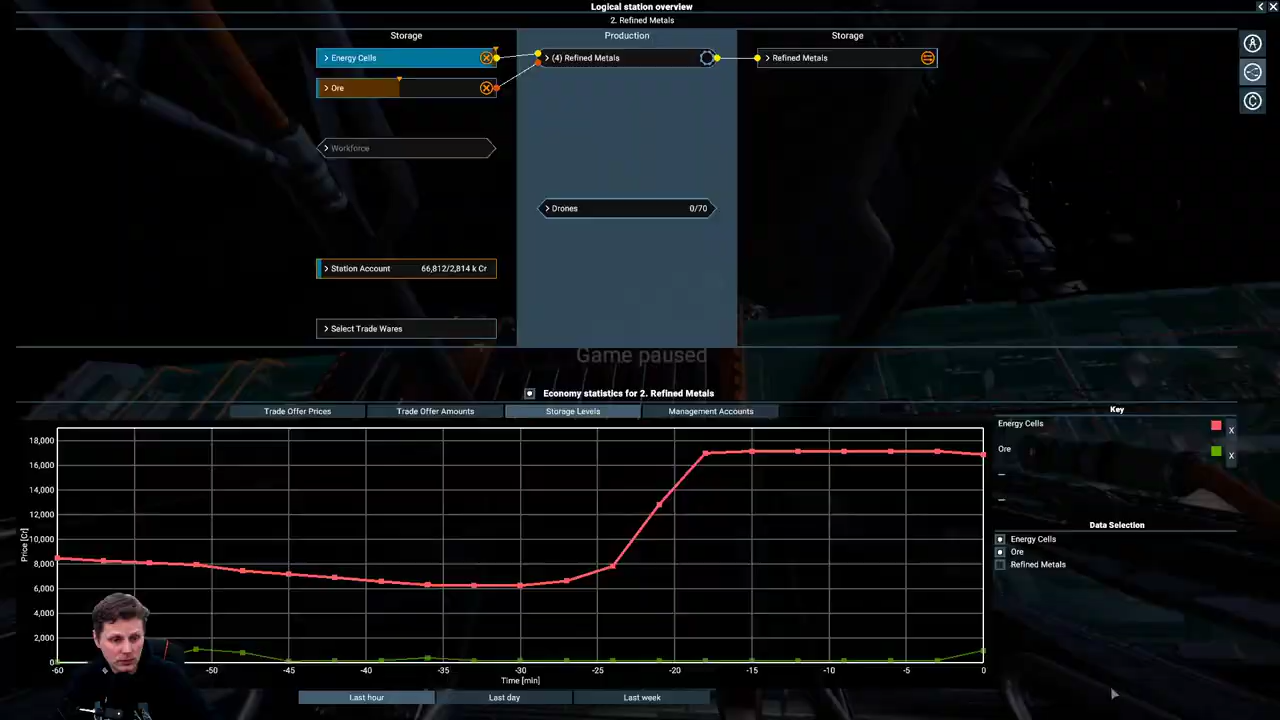 Logical station overview
2. Refined Metals
Storage
Production
Storage
Energy Cells
(4) Refined Metals
Refined Metals
Ore
Workforce
Drones 0/70
Station Account 66,812/2,814 k Cr
Select Trade Wares
Game paused
Economy statistics for 2. Refined Metals
Trade Offer Prices
Trade Offer Amounts
Storage Levels
Management Accounts
Key
Energy Cells X
Ore X
Data Selection
Energy Cells
Ore
Refined Metals
Price [Cr]
18,000
16,000
14,000
12,000
10,000
8,000
6,000
4,000
2,000
0
-60 -50 -45 -40 -35 -30 -25 -20 -15 -10 -5 0
Time [min]
Last hour
Last day
Last week